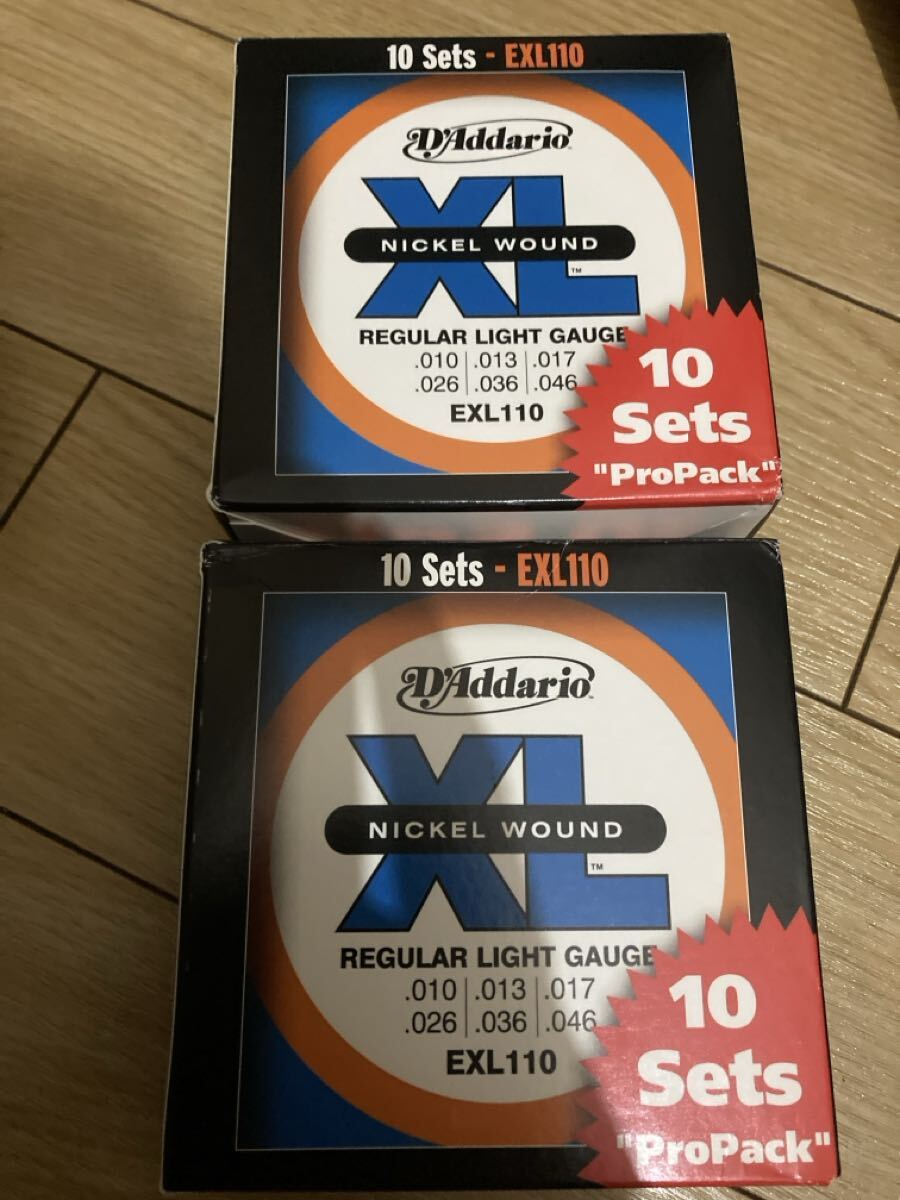 10 Sets - EXL110
D'Addario
XL
NICKEL WOUND
™
REGULAR LIGHT GAUGE
.010 .013 .017
.026 .036 .046
EXL110
10
Sets
"ProPack"
10 Sets - EXL110
D'Addario
XL
NICKEL WOUND
™
REGULAR LIGHT GAUGE
.010 .013 .017
.026 .036 .046
EXL110
10
Sets
"ProPack"